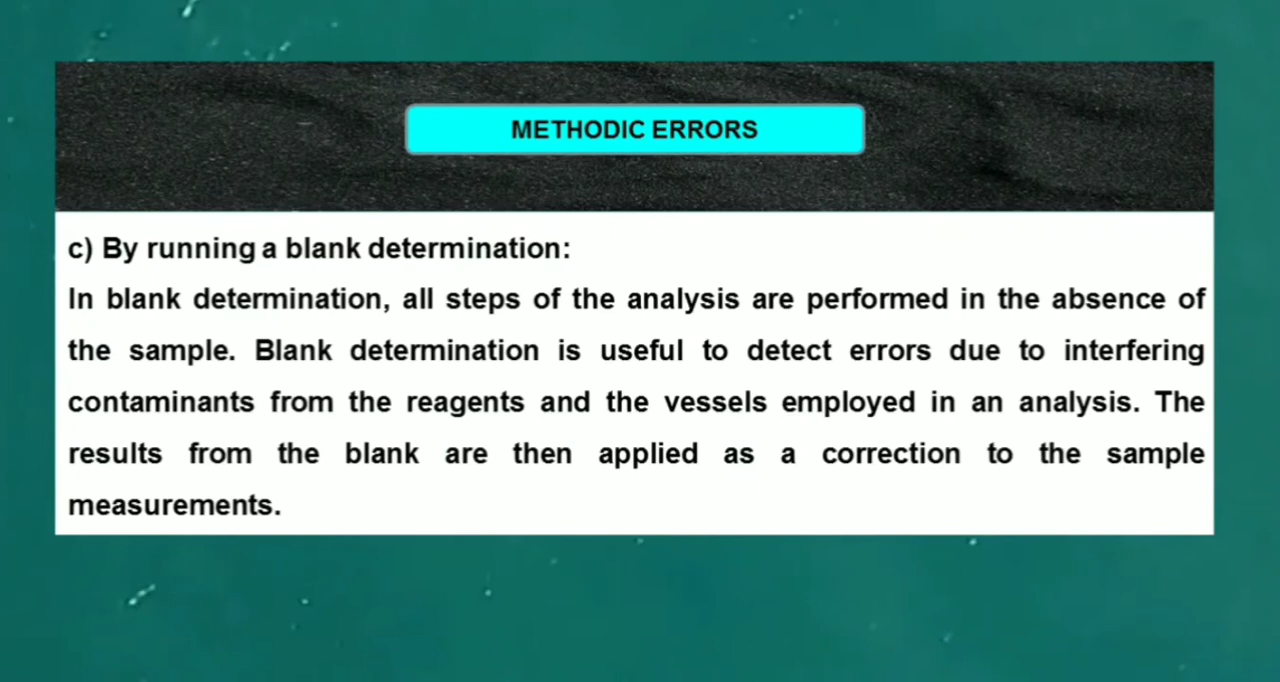 METHODIC ERRORS
c) By running a blank determination:
In blank determination, all steps of the analysis are performed in the absence of
the sample. Blank determination is useful to detect errors due to interfering
contaminants from the reagents and the vessels employed in an analysis. The
results from the blank are then applied as a correction to the sample
measurements.